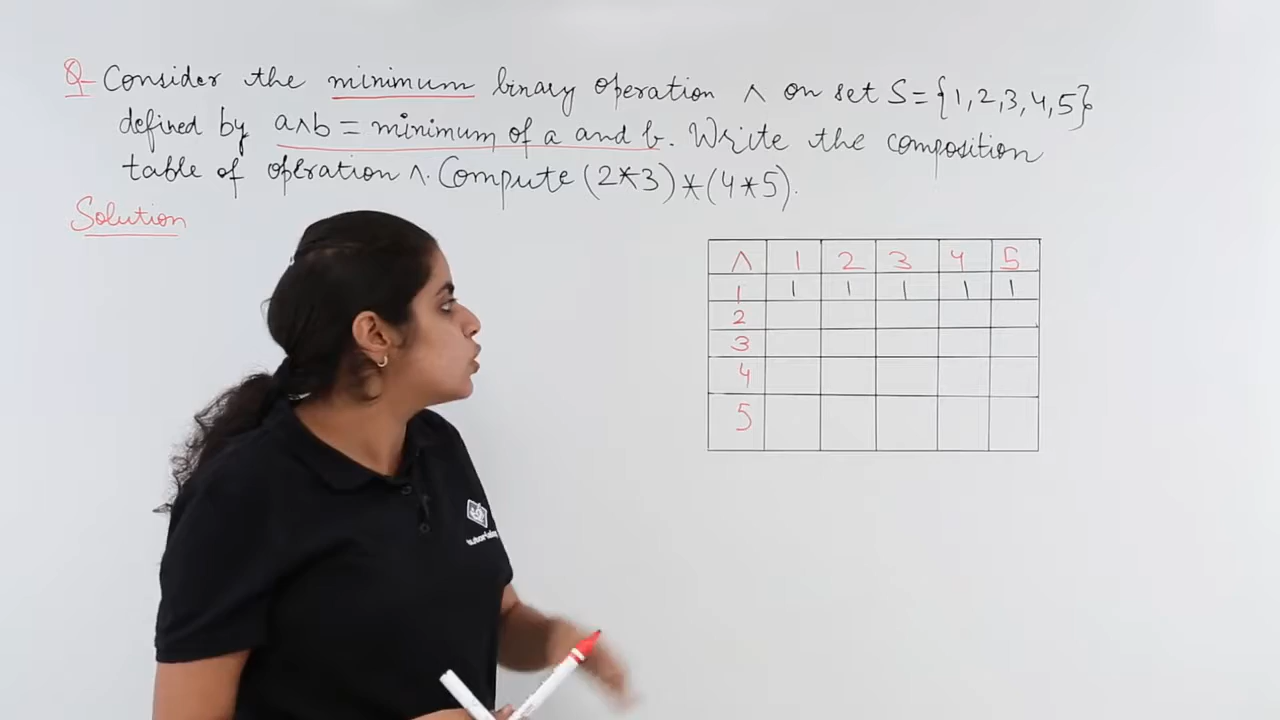 Q- Consider the minimum binary operation ∧ on set S={1,2,3,4,5}
defined by a∧b = minimum of a and b. Write the composition
table of operation ∧. Compute (2*3)*(4*5).
Solution
∧ 1 2 3 4 5
1 1 1 1 1 1
2
3
4
5